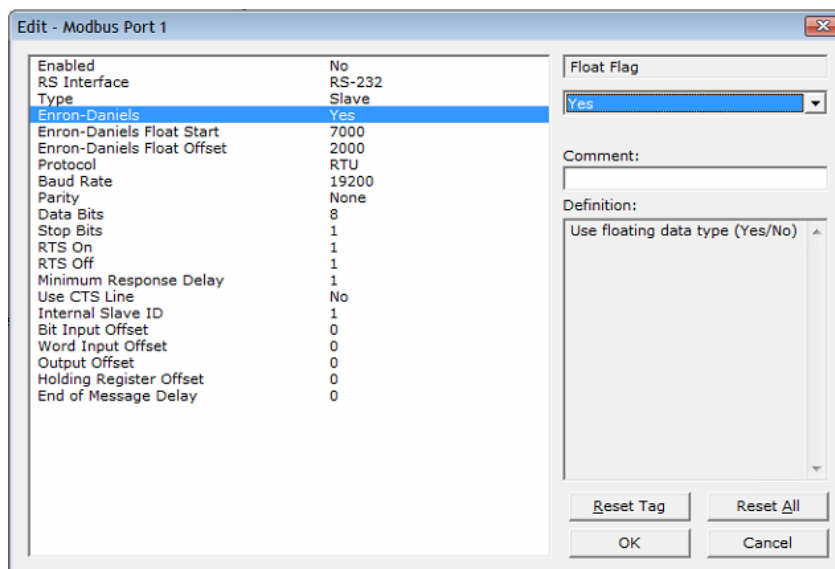 Edit - Modbus Port 1
Enabled No
RS Interface RS-232
Type Slave
Enron-Daniels Yes
Enron-Daniels Float Start 7000
Enron-Daniels Float Offset 2000
Protocol RTU
Baud Rate 19200
Parity None
Data Bits 8
Stop Bits 1
RTS On 1
RTS Off 1
Minimum Response Delay 1
Use CTS Line No
Internal Slave ID 1
Bit Input Offset 0
Word Input Offset 0
Output Offset 0
Holding Register Offset 0
End of Message Delay 0
Float Flag
Yes
Comment:
Definition:
Use floating data type (Yes/No)
Reset Tag Reset All
OK Cancel